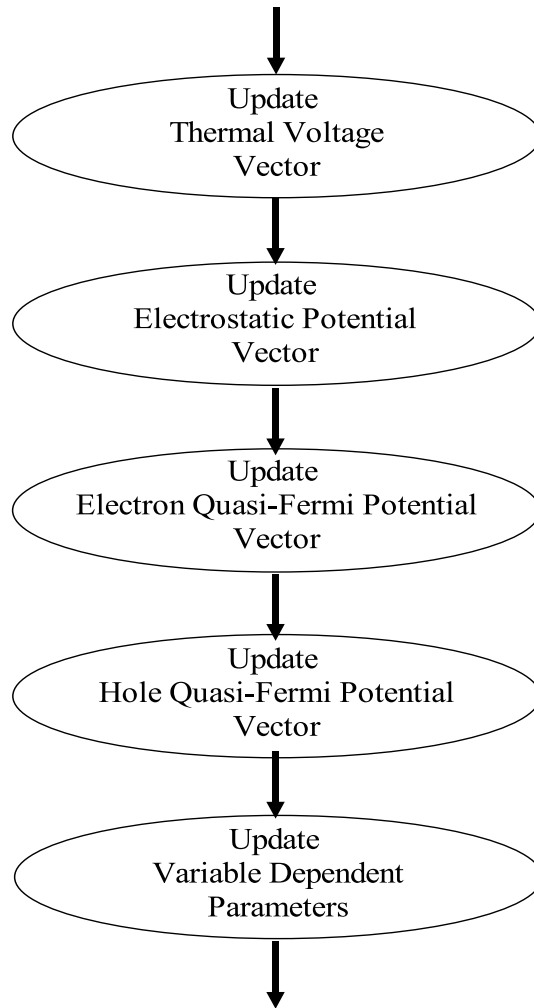 Update
Thermal Voltage
Vector
Update
Electrostatic Potential
Vector
Update
Electron Quasi-Fermi Potential
Vector
Update
Hole Quasi-Fermi Potential
Vector
Update
Variable Dependent
Parameters